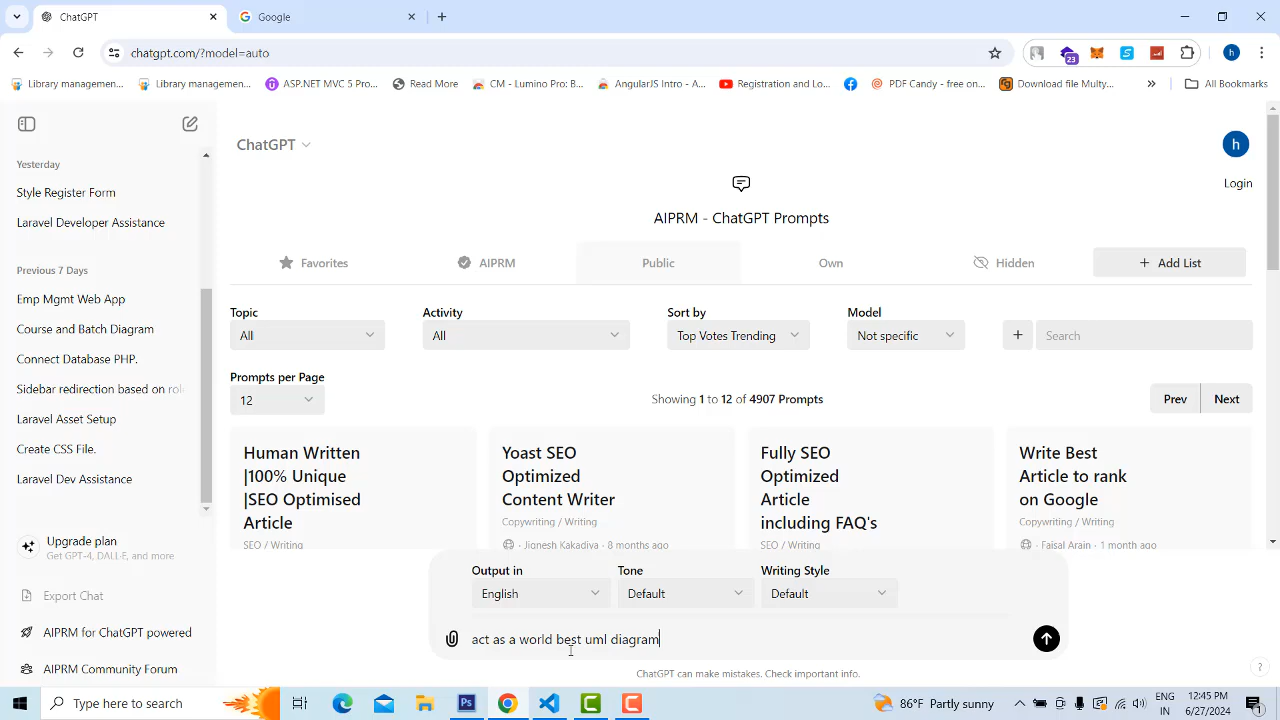 ChatGPT
Google
chatgpt.com/?model=auto
h
23
Library managemen...
Library managemen...
ASP.NET MVC 5 Pro...
Read More
CM - Lumino Pro: B...
AngularJS Intro - A...
Registration and Lo...
PDF Candy - free on...
Download file Multy...
»
All Bookmarks
ChatGPT
h
Login
Yesterday
Style Register Form
Laravel Developer Assistance
Previous 7 Days
Emp Mgmt Web App
Course and Batch Diagram
Connect Database PHP.
Sidebar redirection based on role
Laravel Asset Setup
Create CSS File.
Laravel Dev Assistance
Upgrade plan
Get GPT-4, DALL·E, and more
Export Chat
AIPRM for ChatGPT powered
AIPRM Community Forum
AIPRM - ChatGPT Prompts
Favorites
AIPRM
Public
Own
Hidden
+ Add List
Topic
All
Activity
All
Sort by
Top Votes Trending
Model
Not specific
+
Search
Prompts per Page
12
Showing 1 to 12 of 4907 Prompts
Prev
Next
Human Written
|100% Unique
|SEO Optimised
Article
SEO / Writing
Yoast SEO
Optimized
Content Writer
Copywriting / Writing
· Jignesh Kakadiya · 8 months ago
Fully SEO
Optimized
Article
including FAQ's
SEO / Writing
Write Best
Article to rank
on Google
Copywriting / Writing
· Faisal Arain · 1 month ago
Output in
English
Tone
Default
Writing Style
Default
act as a world best uml diagram
ChatGPT can make mistakes. Check important info.
?
Type here to search
Ps
86°F Partly sunny
ENG
IN
12:45 PM
6/27/2024
1